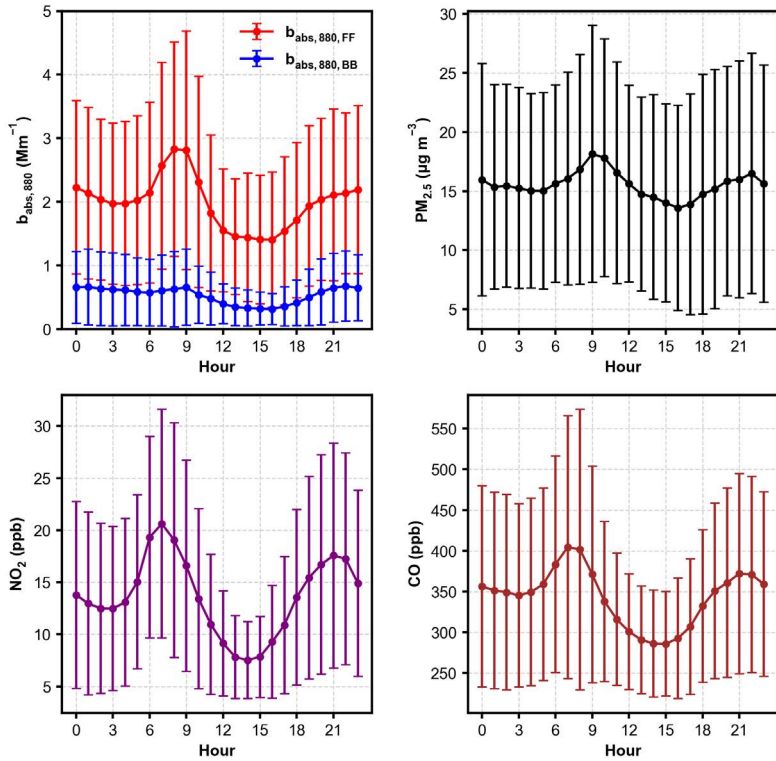 b_abs,880,FF
b_abs,880,BB
b_abs,880 (Mm⁻¹)
5
4
3
2
1
0
0 3 6 9 12 15 18 21
Hour
PM₂.₅ (μg m⁻³)
30
25
20
15
10
5
0 3 6 9 12 15 18 21
Hour
NO₂ (ppb)
30
25
20
15
10
5
0 3 6 9 12 15 18 21
Hour
CO (ppb)
550
500
450
400
350
300
250
0 3 6 9 12 15 18 21
Hour